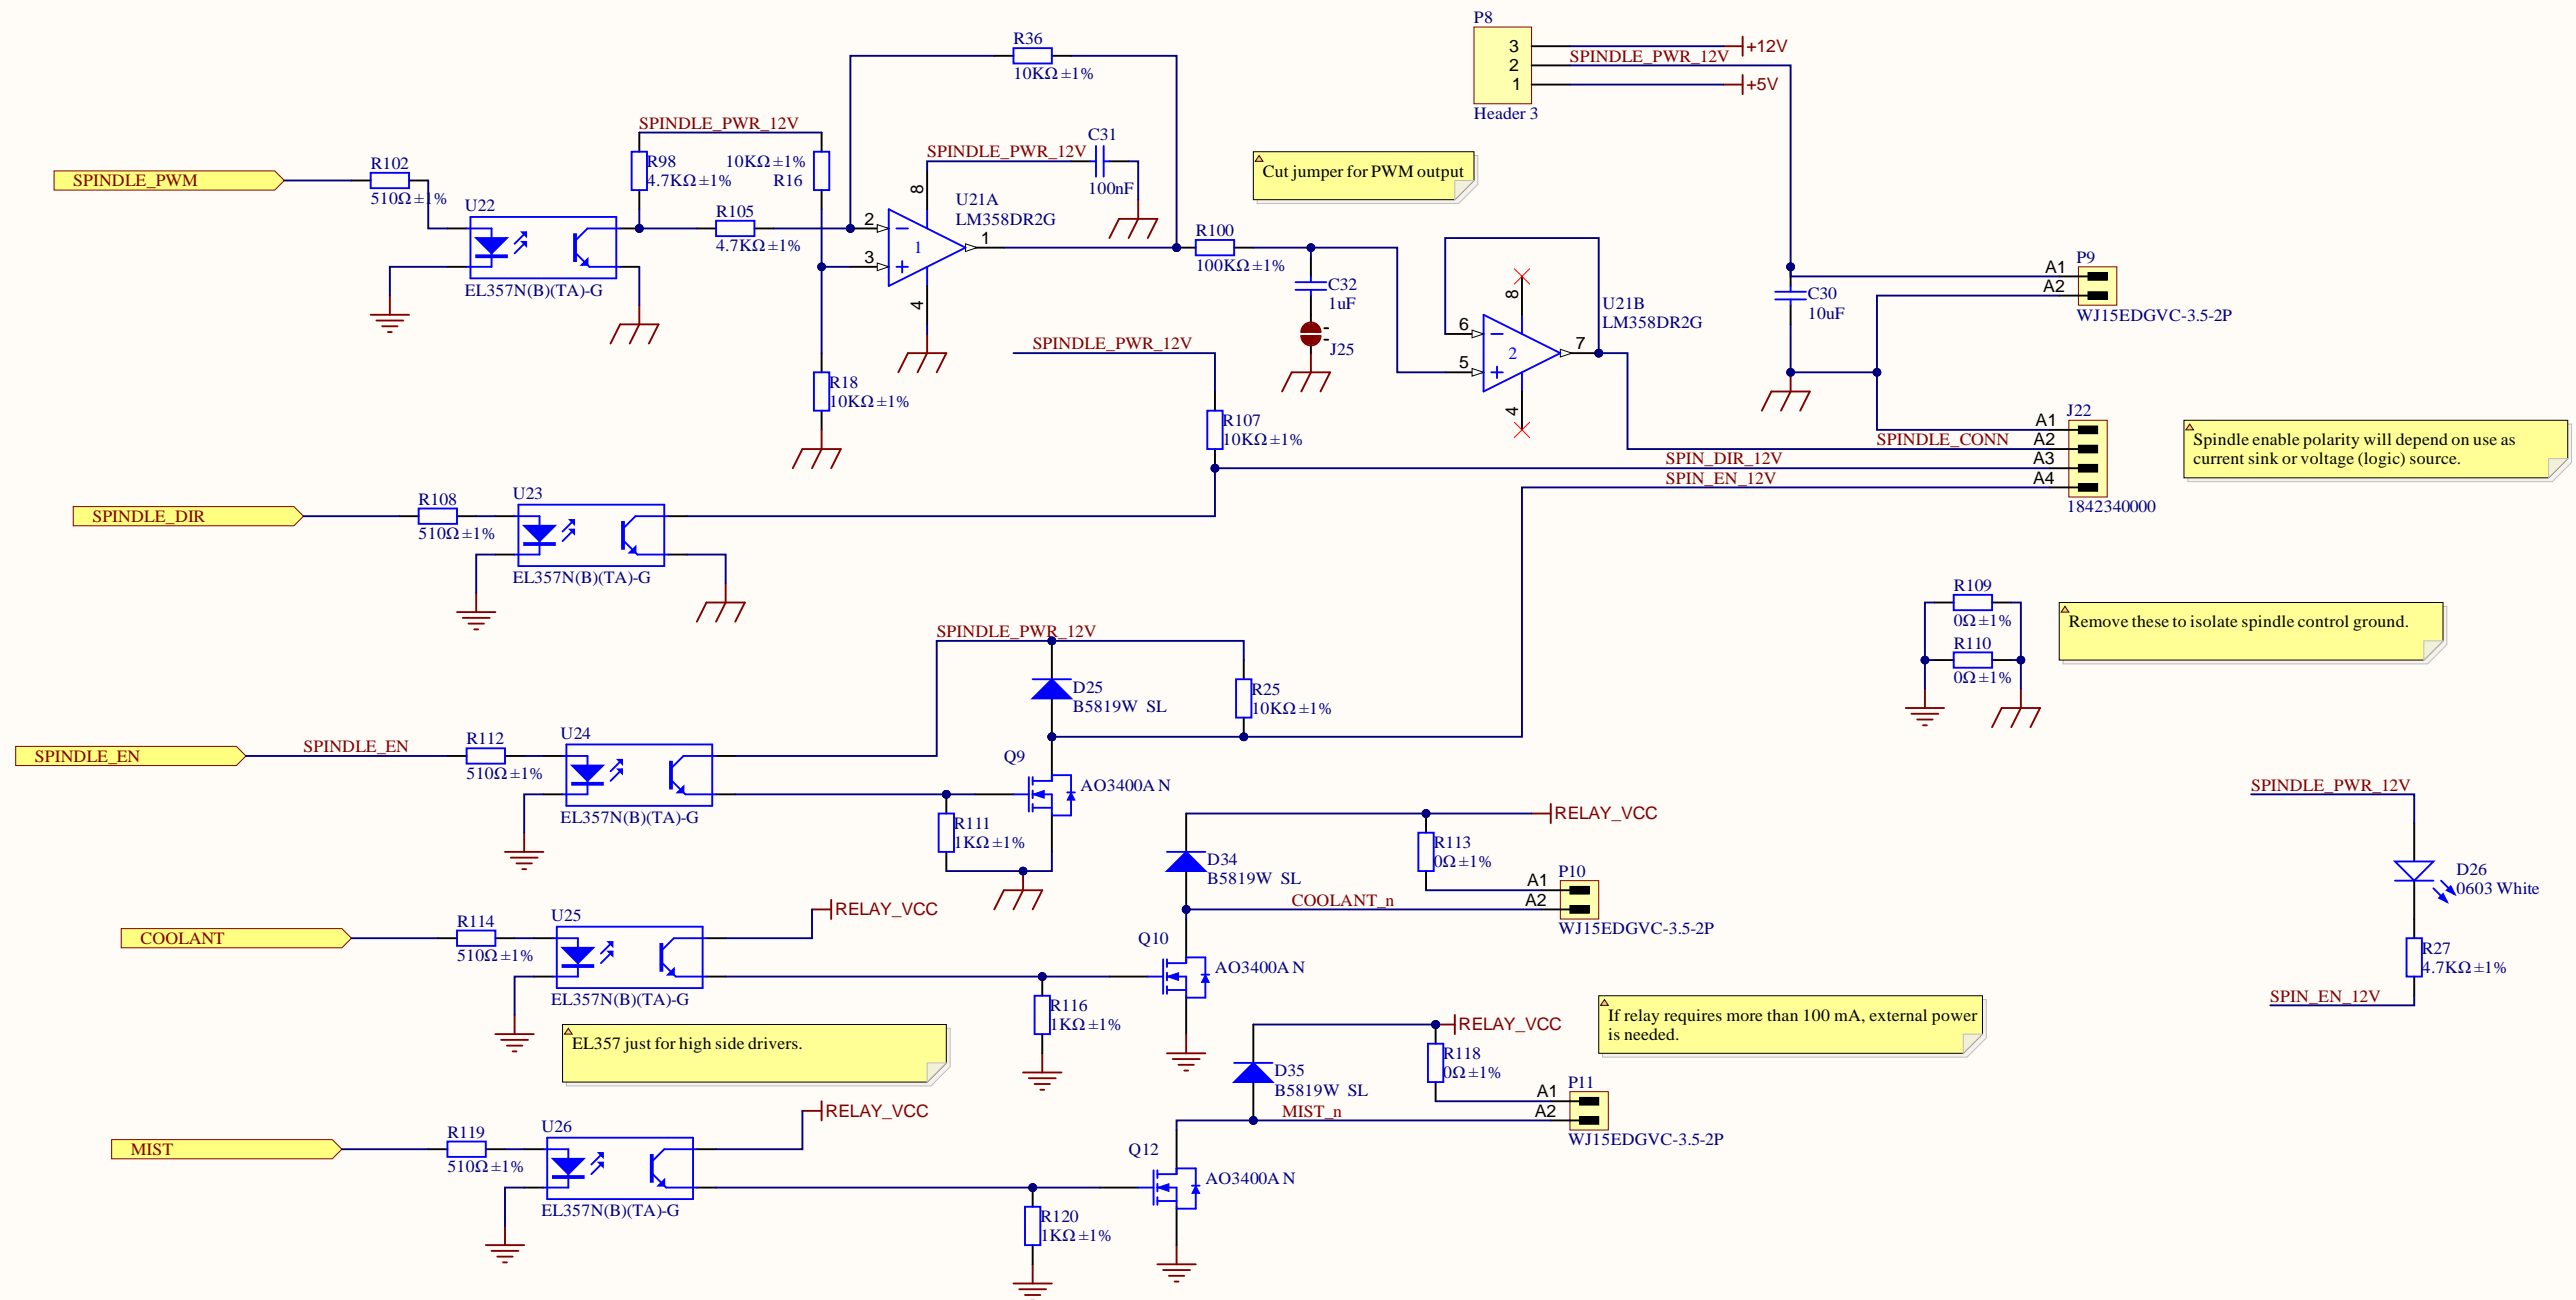 P8
3
2
1
+12V
SPINDLE_PWR_12V
+5V
Header 3
R36
10KΩ ±1%
SPINDLE_PWR_12V
R98
4.7KΩ ±1%
10KΩ ±1%
R16
SPINDLE_PWR_12V
C31
100nF
Cut jumper for PWM output
SPINDLE_PWM
R102
510Ω ±1%
U22
EL357N(B)(TA)-G
R105
4.7KΩ ±1%
8
U21A
LM358DR2G
2
3
1
1
4
R100
100KΩ ±1%
C32
1uF
J25
8
U21B
LM358DR2G
6
5
2
7
4
C30
10uF
P9
A1
A2
WJ15EDGVC-3.5-2P
SPINDLE_PWR_12V
R18
10KΩ ±1%
R107
10KΩ ±1%
J22
A1
SPINDLE_CONN
A2
SPIN_DIR_12V
A3
SPIN_EN_12V
A4
1842340000
Spindle enable polarity will depend on use as
current sink or voltage (logic) source.
SPINDLE_DIR
R108
510Ω ±1%
U23
EL357N(B)(TA)-G
R109
0Ω ±1%
R110
0Ω ±1%
Remove these to isolate spindle control ground.
SPINDLE_PWR_12V
D25
B5819W SL
R25
10KΩ ±1%
SPINDLE_EN
SPINDLE_EN
R112
510Ω ±1%
U24
EL357N(B)(TA)-G
Q9
AO3400AN
R111
1KΩ ±1%
SPINDLE_PWR_12V
D26
0603 White
R27
4.7KΩ ±1%
SPIN_EN_12V
RELAY_VCC
R113
0Ω ±1%
D34
B5819W SL
P10
A1
COOLANT_n
A2
WJ15EDGVC-3.5-2P
COOLANT
R114
510Ω ±1%
U25
EL357N(B)(TA)-G
RELAY_VCC
Q10
AO3400AN
R116
1KΩ ±1%
EL357 just for high side drivers.
If relay requires more than 100 mA, external power
is needed.
RELAY_VCC
R118
0Ω ±1%
D35
B5819W SL
P11
A1
MIST_n
A2
WJ15EDGVC-3.5-2P
MIST
R119
510Ω ±1%
U26
EL357N(B)(TA)-G
RELAY_VCC
Q12
AO3400AN
R120
1KΩ ±1%